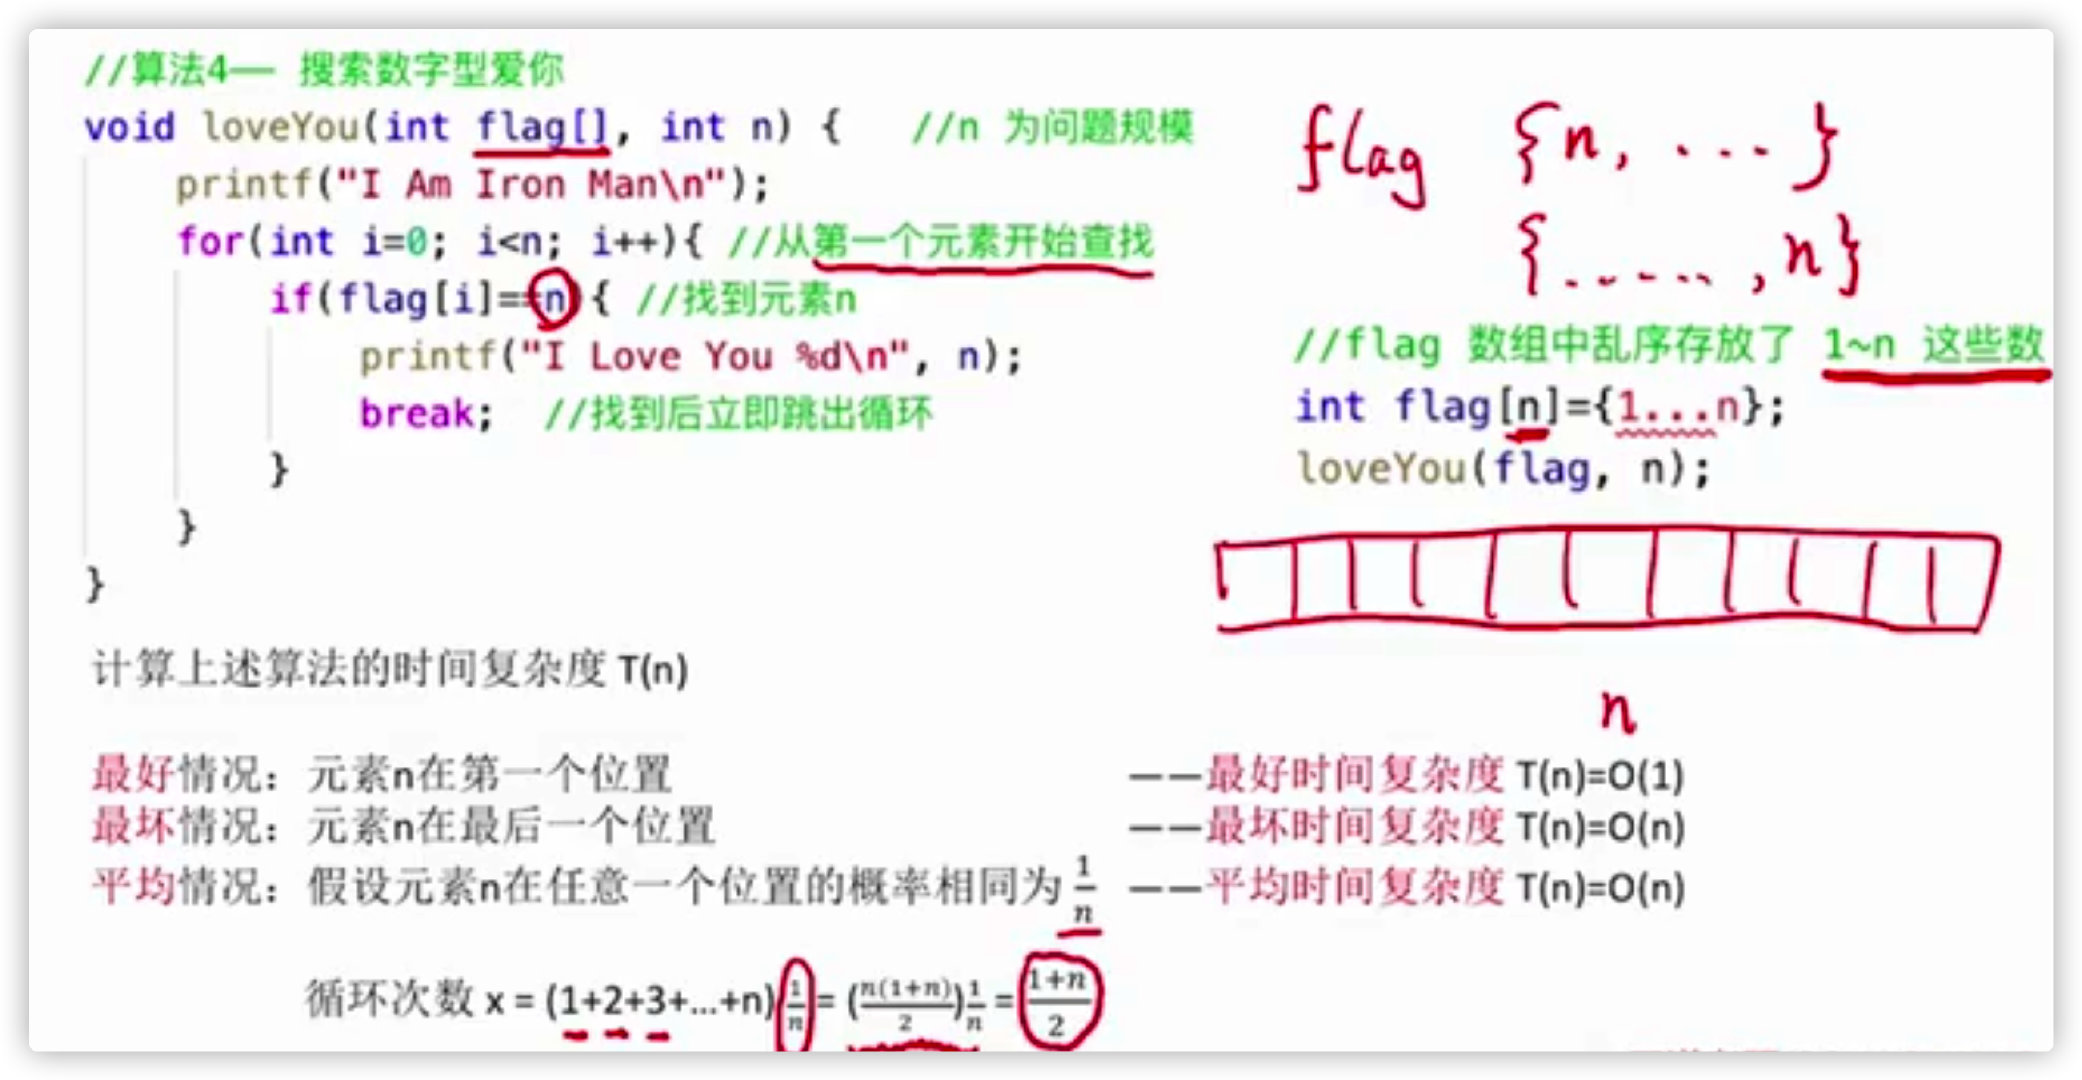 //算法4—— 搜索数字型爱你
void loveYou(int flag[], int n) {   //n 为问题规模
    printf("I Am Iron Man\n");
    for(int i=0; i<n; i++){ //从第一个元素开始查找
        if(flag[i]==n){ //找到元素n
            printf("I Love You %d\n", n);
            break;  //找到后立即跳出循环
        }
    }
}
flag {n, ...}
{......, n}
//flag 数组中乱序存放了 1~n 这些数
int flag[n]={1...n};
loveYou(flag, n);
n
计算上述算法的时间复杂度 T(n)
最好情况：元素n在第一个位置 ——最好时间复杂度 T(n)=O(1)
最坏情况：元素n在最后一个位置 ——最坏时间复杂度 T(n)=O(n)
平均情况：假设元素n在任意一个位置的概率相同为 1/n ——平均时间复杂度 T(n)=O(n)
循环次数 x = (1+2+3+...+n) 1/n = (n(1+n)/2) 1/n = (1+n)/2